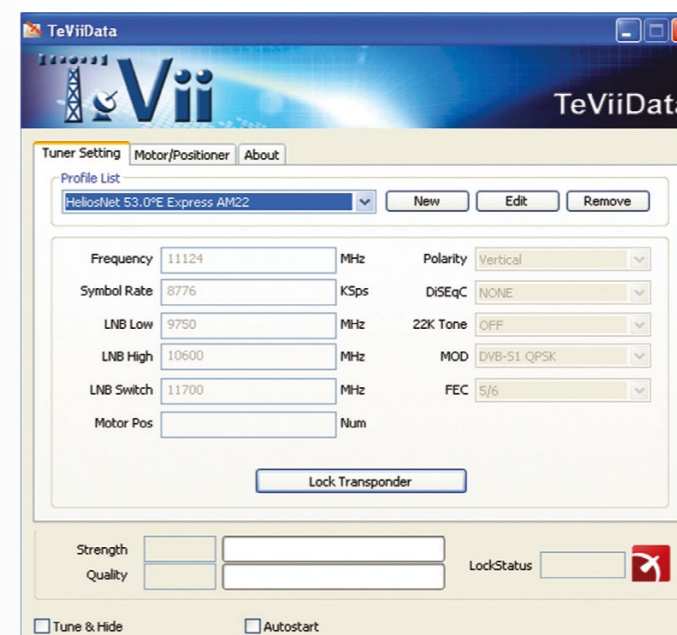 TeViiData
TeVii
TeViiData
Tuner Setting Motor/Positioner About
Profile List
HeliosNet 53.0°E Express AM22 New Edit Remove
Frequency 11124 MHz Polarity Vertical
Symbol Rate 8776 KSps DiSEqC NONE
LNB Low 9750 MHz 22K Tone OFF
LNB High 10600 MHz MOD DVB-S1 QPSK
LNB Switch 11700 MHz FEC 5/6
Motor Pos Num
Lock Transponder
Strength
Quality
LockStatus
Tune & Hide Autostart